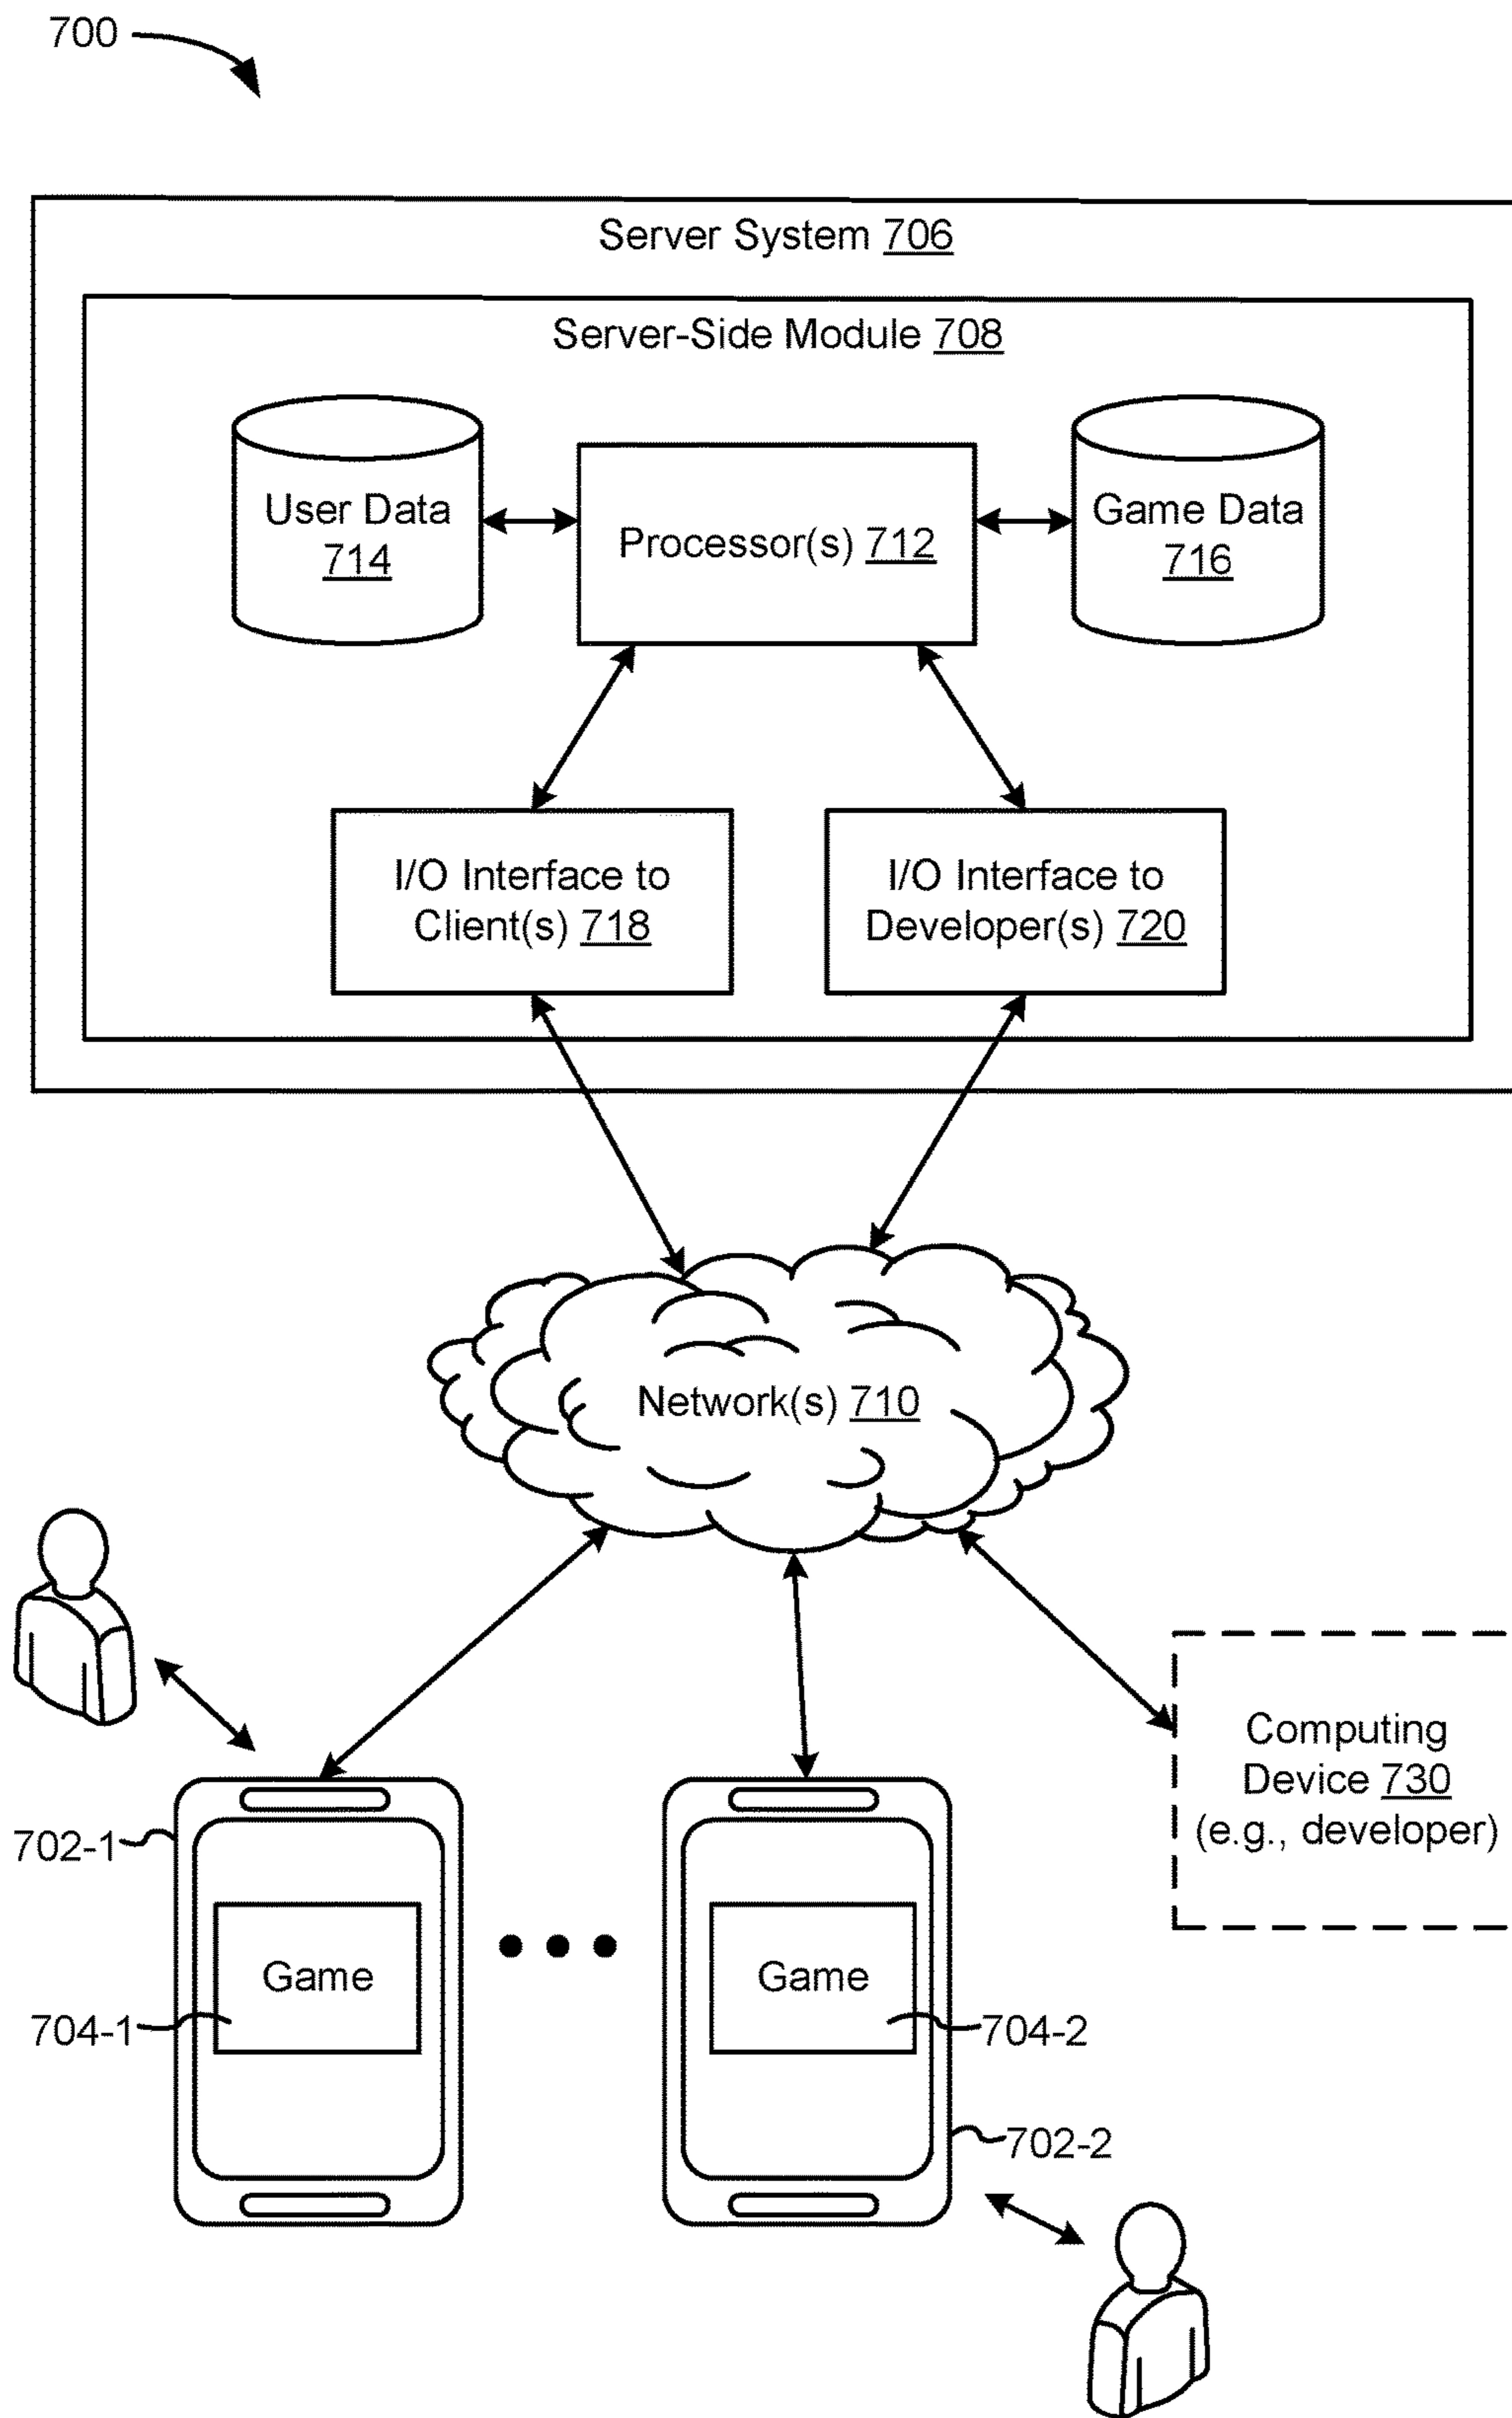 700
Server System 706
Server-Side Module 708
User Data
714
Processor(s) 712
Game Data
716
I/O Interface to
Client(s) 718
I/O Interface to
Developer(s) 720
Network(s) 710
Computing
Device 730
(e.g., developer)
702-1
Game
704-1
Game
704-2
702-2